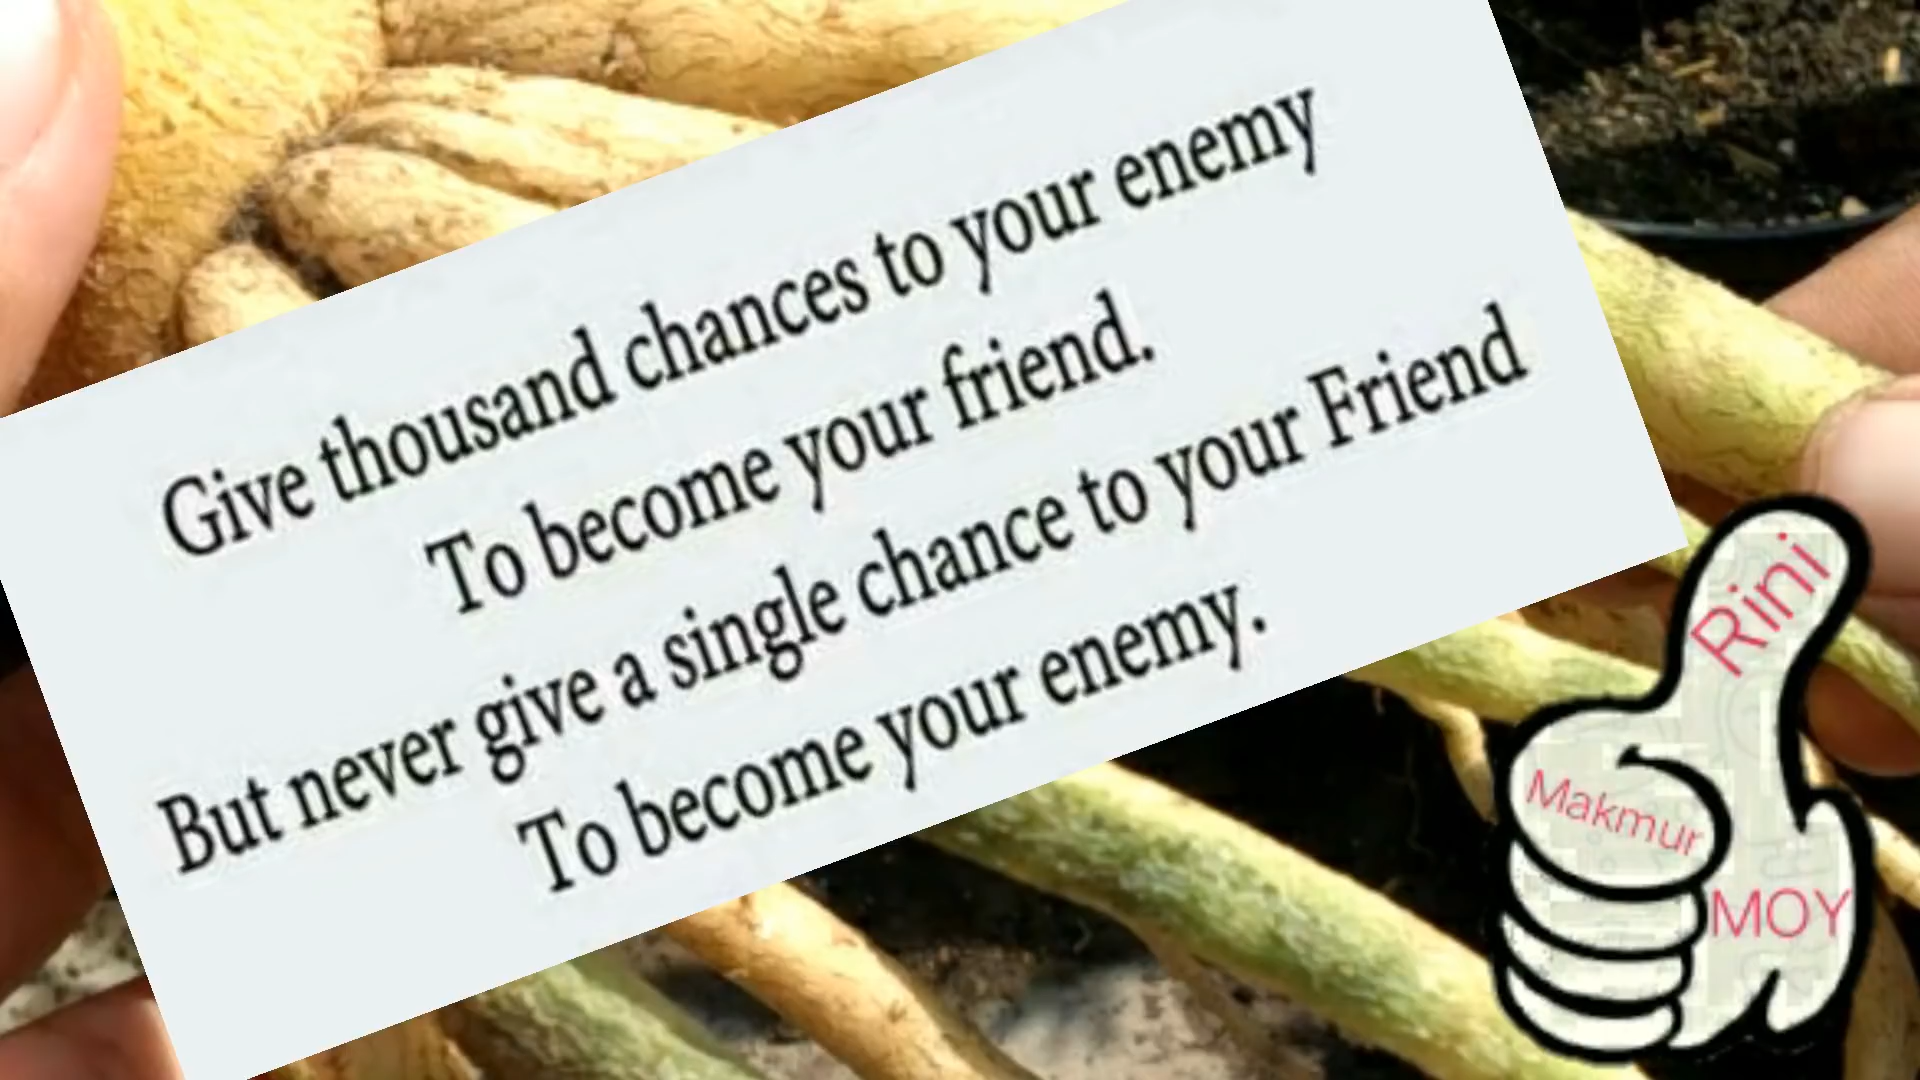 Give thousand chances to your enemy
To become your friend.
But never give a single chance to your Friend
To become your enemy.
Rini
Makmur
MOY